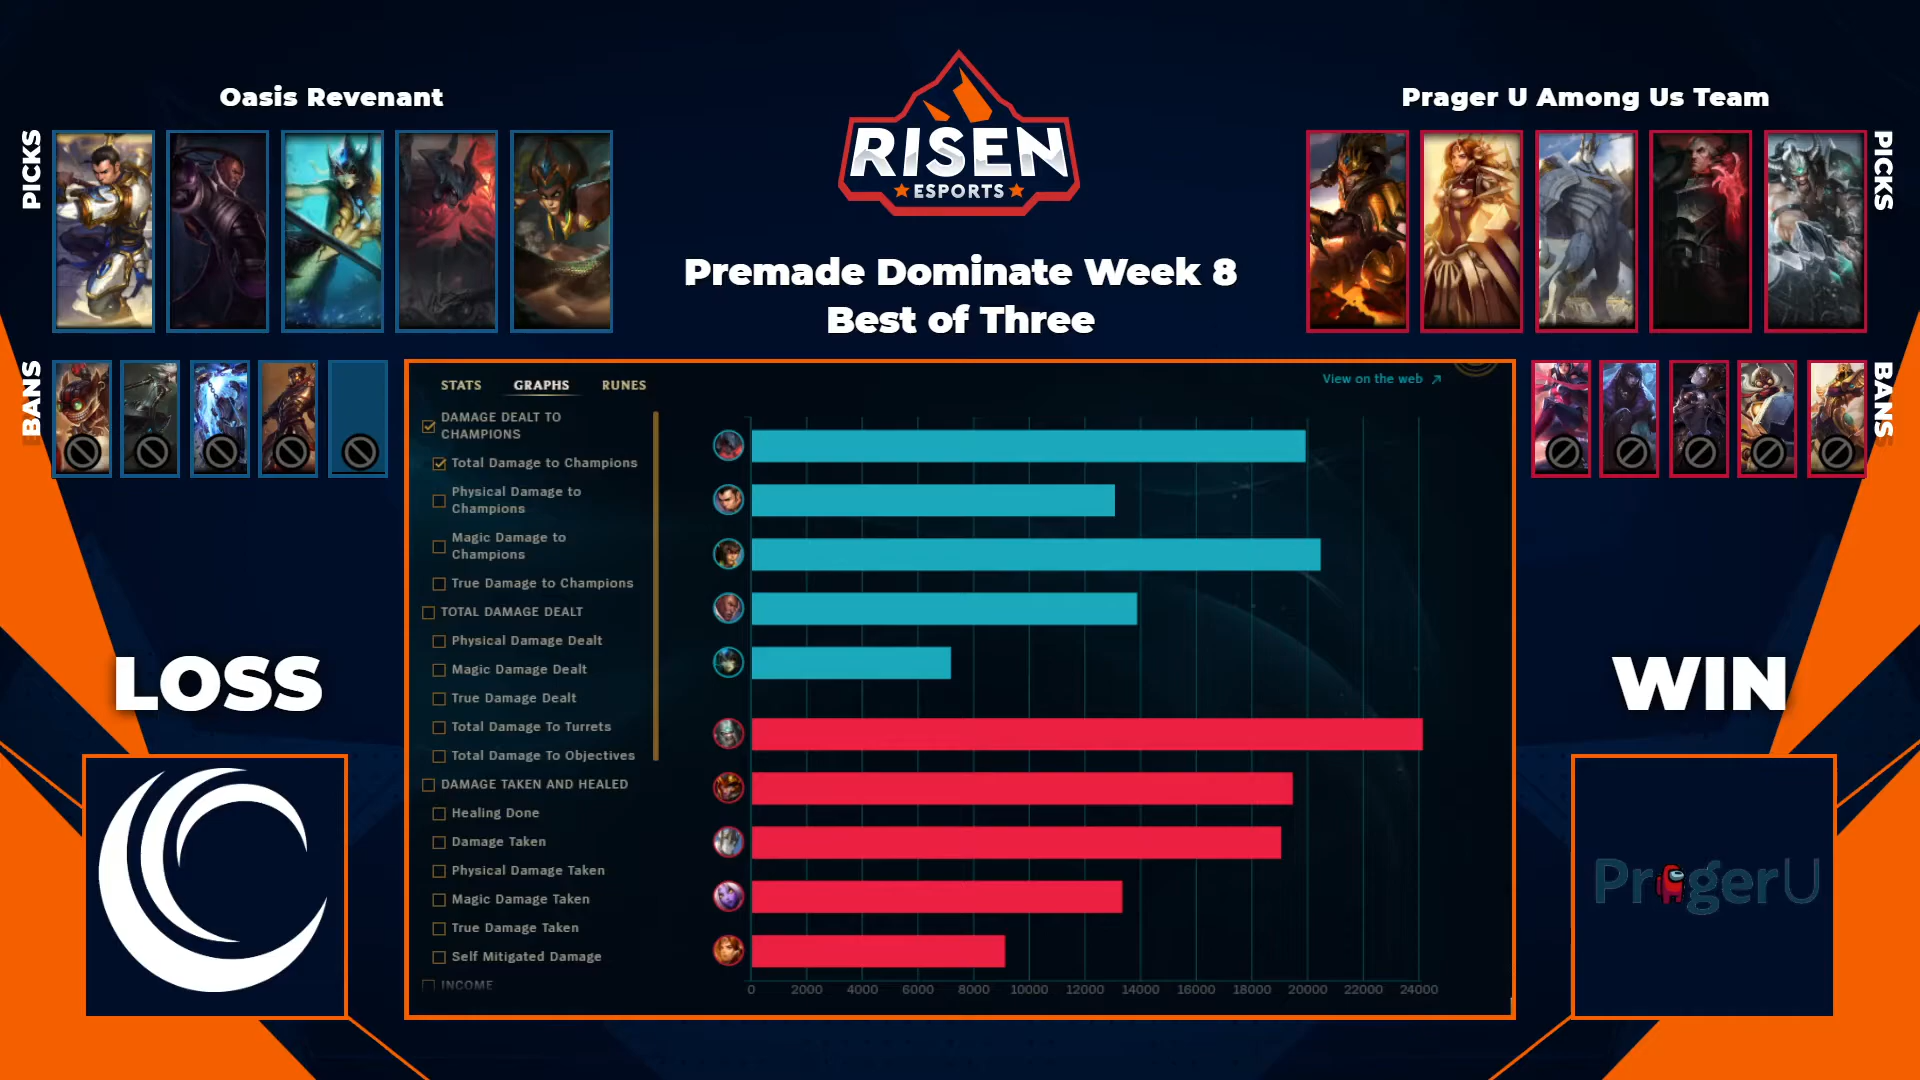 Oasis Revenant
Prager U Among Us Team
PICKS
PICKS
RISEN
ESPORTS
Premade Dominate Week 8
Best of Three
BANS
BANS
STATS GRAPHS RUNES
View on the web
DAMAGE DEALT TO
CHAMPIONS
Total Damage to Champions
Physical Damage to
Champions
Magic Damage to
Champions
True Damage to Champions
TOTAL DAMAGE DEALT
Physical Damage Dealt
Magic Damage Dealt
True Damage Dealt
Total Damage To Turrets
Total Damage To Objectives
DAMAGE TAKEN AND HEALED
Healing Done
Damage Taken
Physical Damage Taken
Magic Damage Taken
True Damage Taken
Self Mitigated Damage
INCOME
0 2000 4000 6000 8000 10000 12000 14000 16000 18000 20000 22000 24000
LOSS
WIN
PragerU